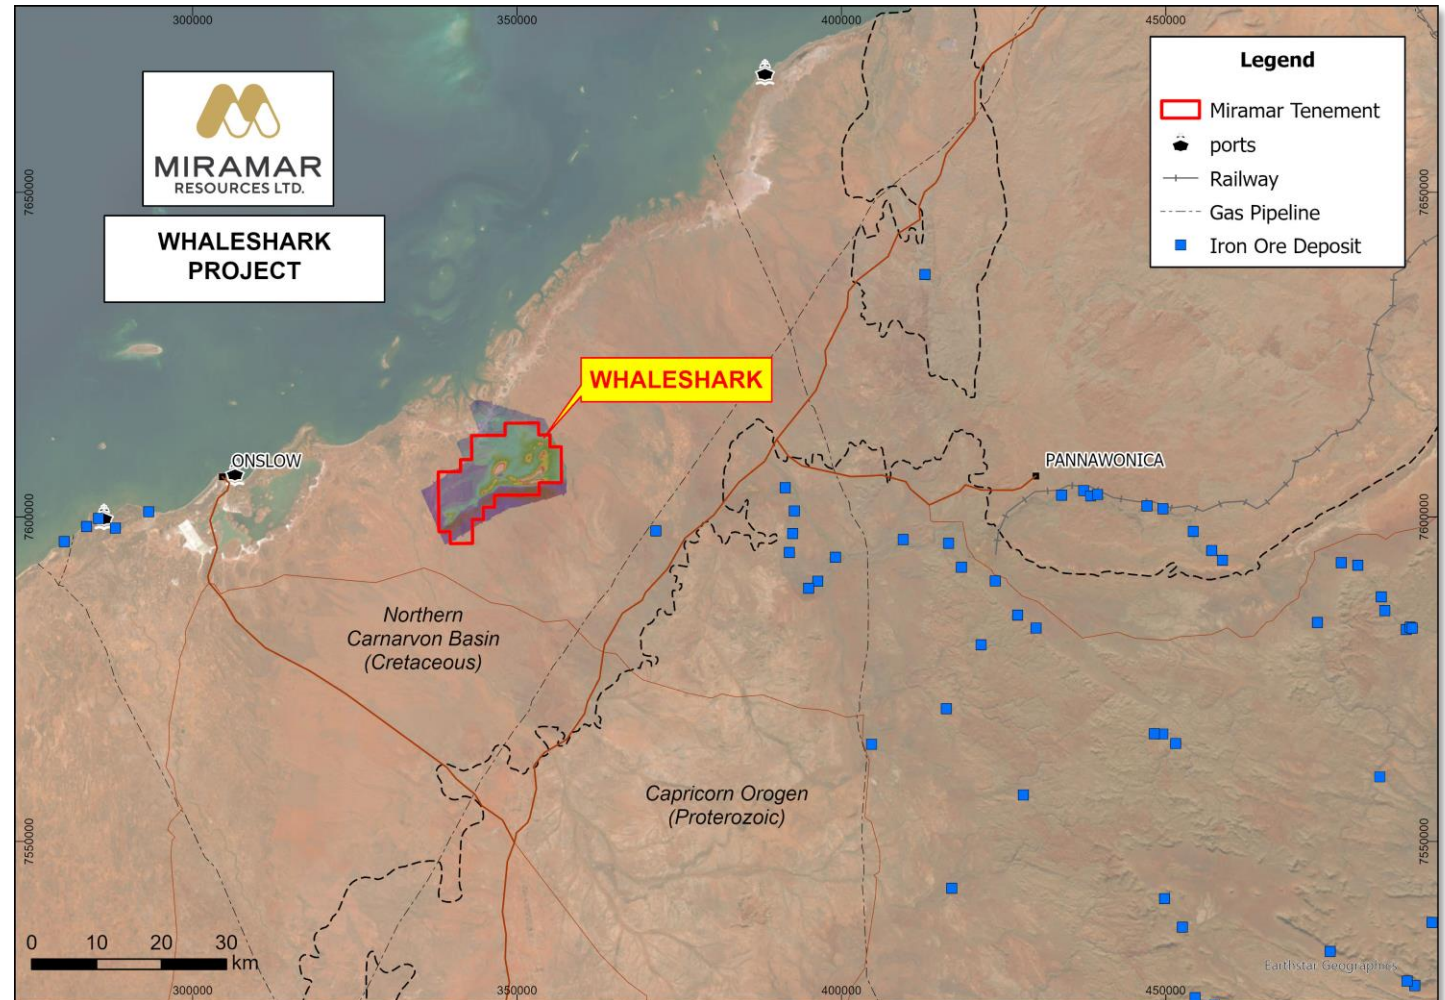 300000
350000
400000
450000
MIRAMAR
RESOURCES LTD.
WHALESHARK
PROJECT
Legend
Miramar Tenement
ports
Railway
Gas Pipeline
Iron Ore Deposit
7650000
7650000
WHALESHARK
ONSLOW
PANNAWONICA
7600000
7600000
Northern
Carnarvon Basin
(Cretaceous)
Capricorn Orogen
(Proterozoic)
7550000
7550000
0 10 20 30
km
Earthstar Geographics
300000
350000
400000
450000